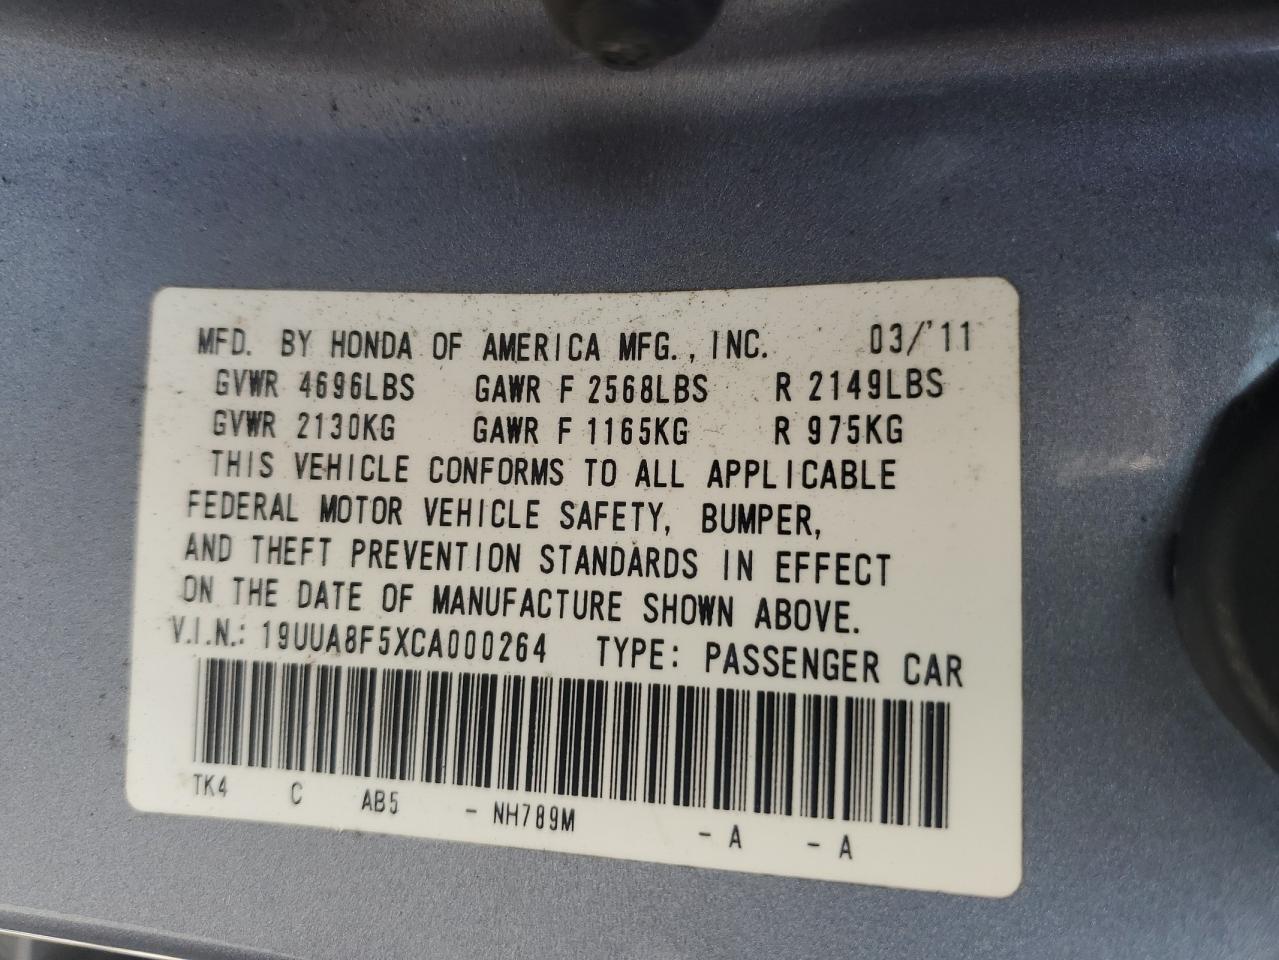 MFD. BY HONDA OF AMERICA MFG., INC. 03/'11
GVWR 4696LBS GAWR F 2568LBS R 2149LBS
GVWR 2130KG GAWR F 1165KG R 975KG
THIS VEHICLE CONFORMS TO ALL APPLICABLE
FEDERAL MOTOR VEHICLE SAFETY, BUMPER,
AND THEFT PREVENTION STANDARDS IN EFFECT
ON THE DATE OF MANUFACTURE SHOWN ABOVE.
V.I.N.: 19UUA8F5XCA000264 TYPE: PASSENGER CAR
TK4 C AB5 - NH789M - A - A